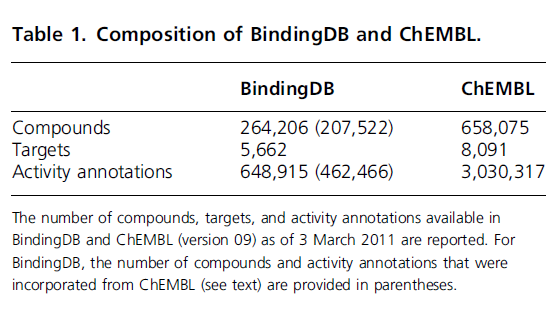 Table 1. Composition of BindingDB and ChEMBL.
BindingDB ChEMBL
Compounds 264,206 (207,522) 658,075
Targets 5,662 8,091
Activity annotations 648,915 (462,466) 3,030,317
The number of compounds, targets, and activity annotations available in
BindingDB and ChEMBL (version 09) as of 3 March 2011 are reported. For
BindingDB, the number of compounds and activity annotations that were
incorporated from ChEMBL (see text) are provided in parentheses.